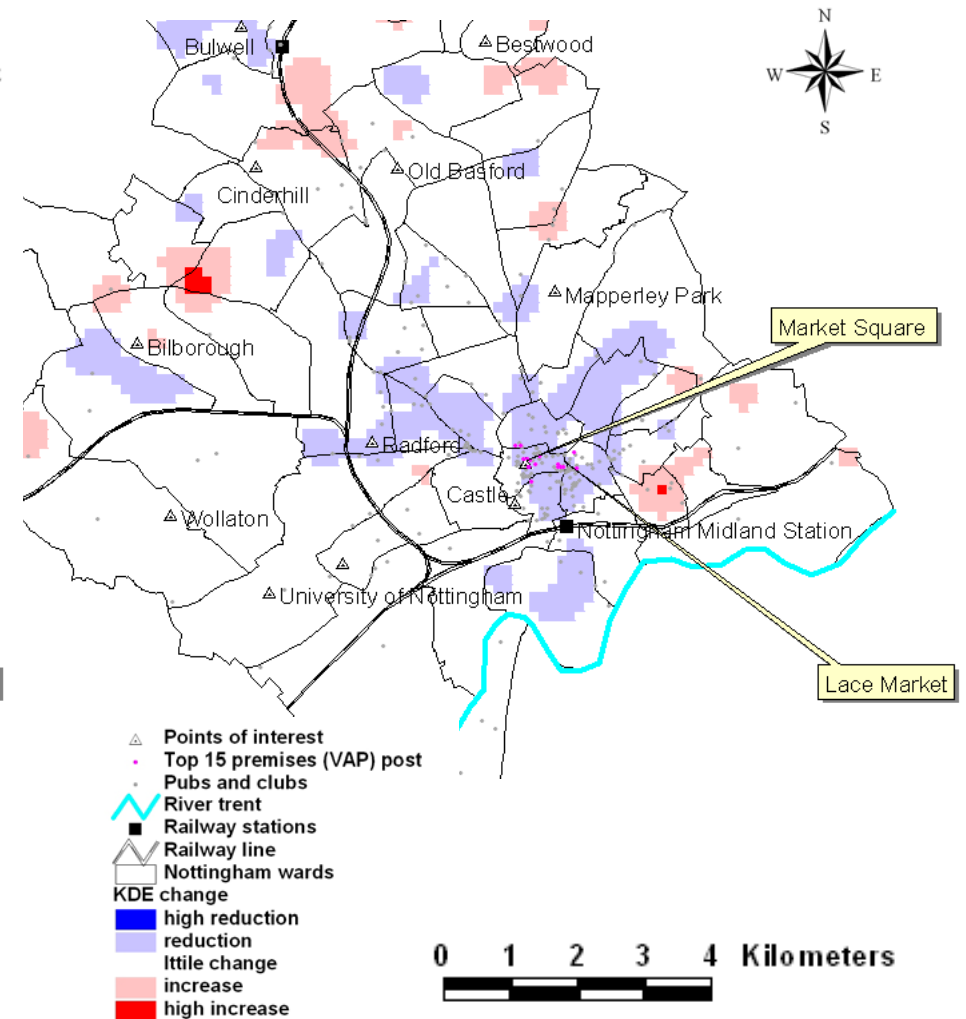 N
W E
S
Bulwell
Bestwood
Cinderhill
Old Basford
Mapperley Park
Market Square
Bilborough
Radford
Castle
Wollaton
Nottingham Midland Station
University of Nottingham
Lace Market
Points of interest
Top 15 premises (VAP) post
Pubs and clubs
River trent
Railway stations
Railway line
Nottingham wards
KDE change
high reduction
reduction
lttile change
increase
high increase
0 1 2 3 4 Kilometers